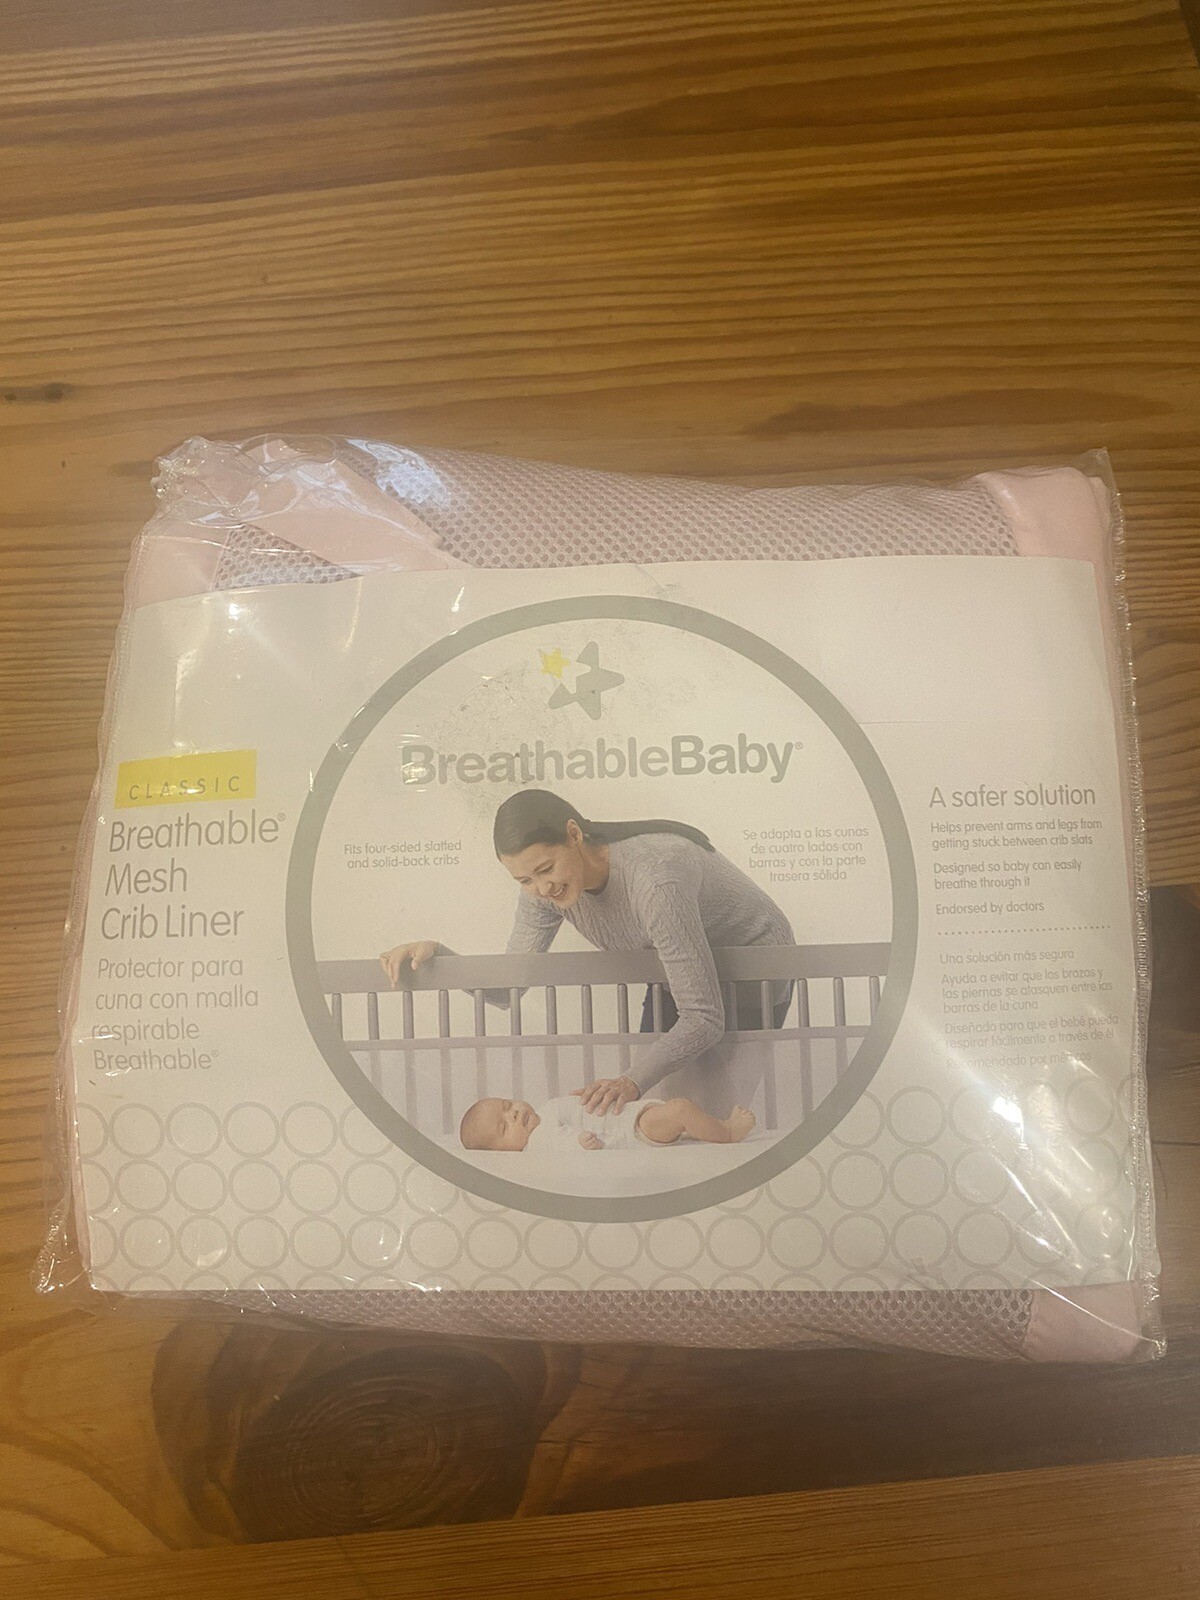 BreathableBaby®
CLASSIC
Breathable®
Mesh
Crib Liner
Protector para
cuna con malla
respirable
Breathable®
Fits four-sided slatted
and solid-back cribs
Se adapta a las cunas
de cuatro lados con
barras y con la parte
trasera sólida
A safer solution
Helps prevent arms and legs from
getting stuck between crib slats
Designed so baby can easily
breathe through it
Endorsed by doctors
Una solución más segura
Ayuda a evitar que los brazos y
las piernas se atasquen entre las
barras de la cuna
Diseñado para que el bebé pueda
respirar fácilmente a través de él
Recomendado por médicos